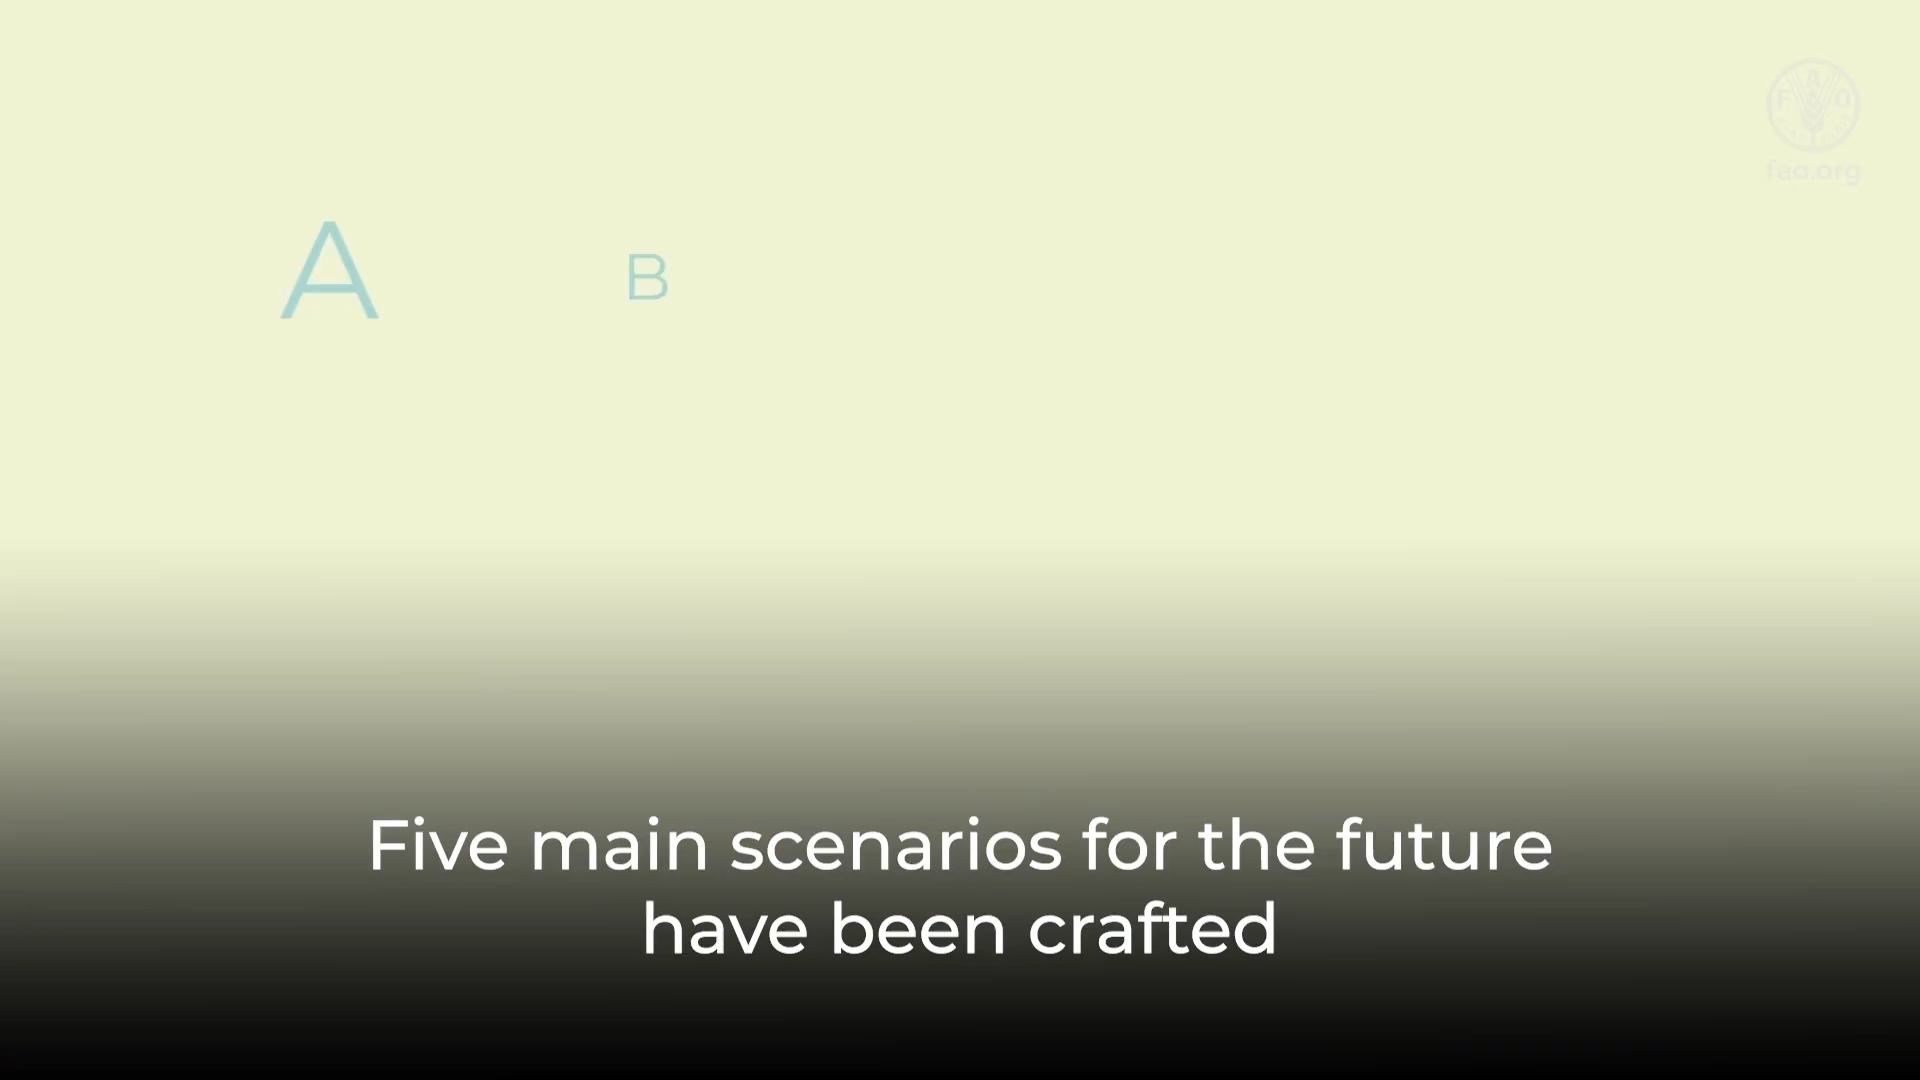 F A O
fao.org
A B
Five main scenarios for the future
have been crafted